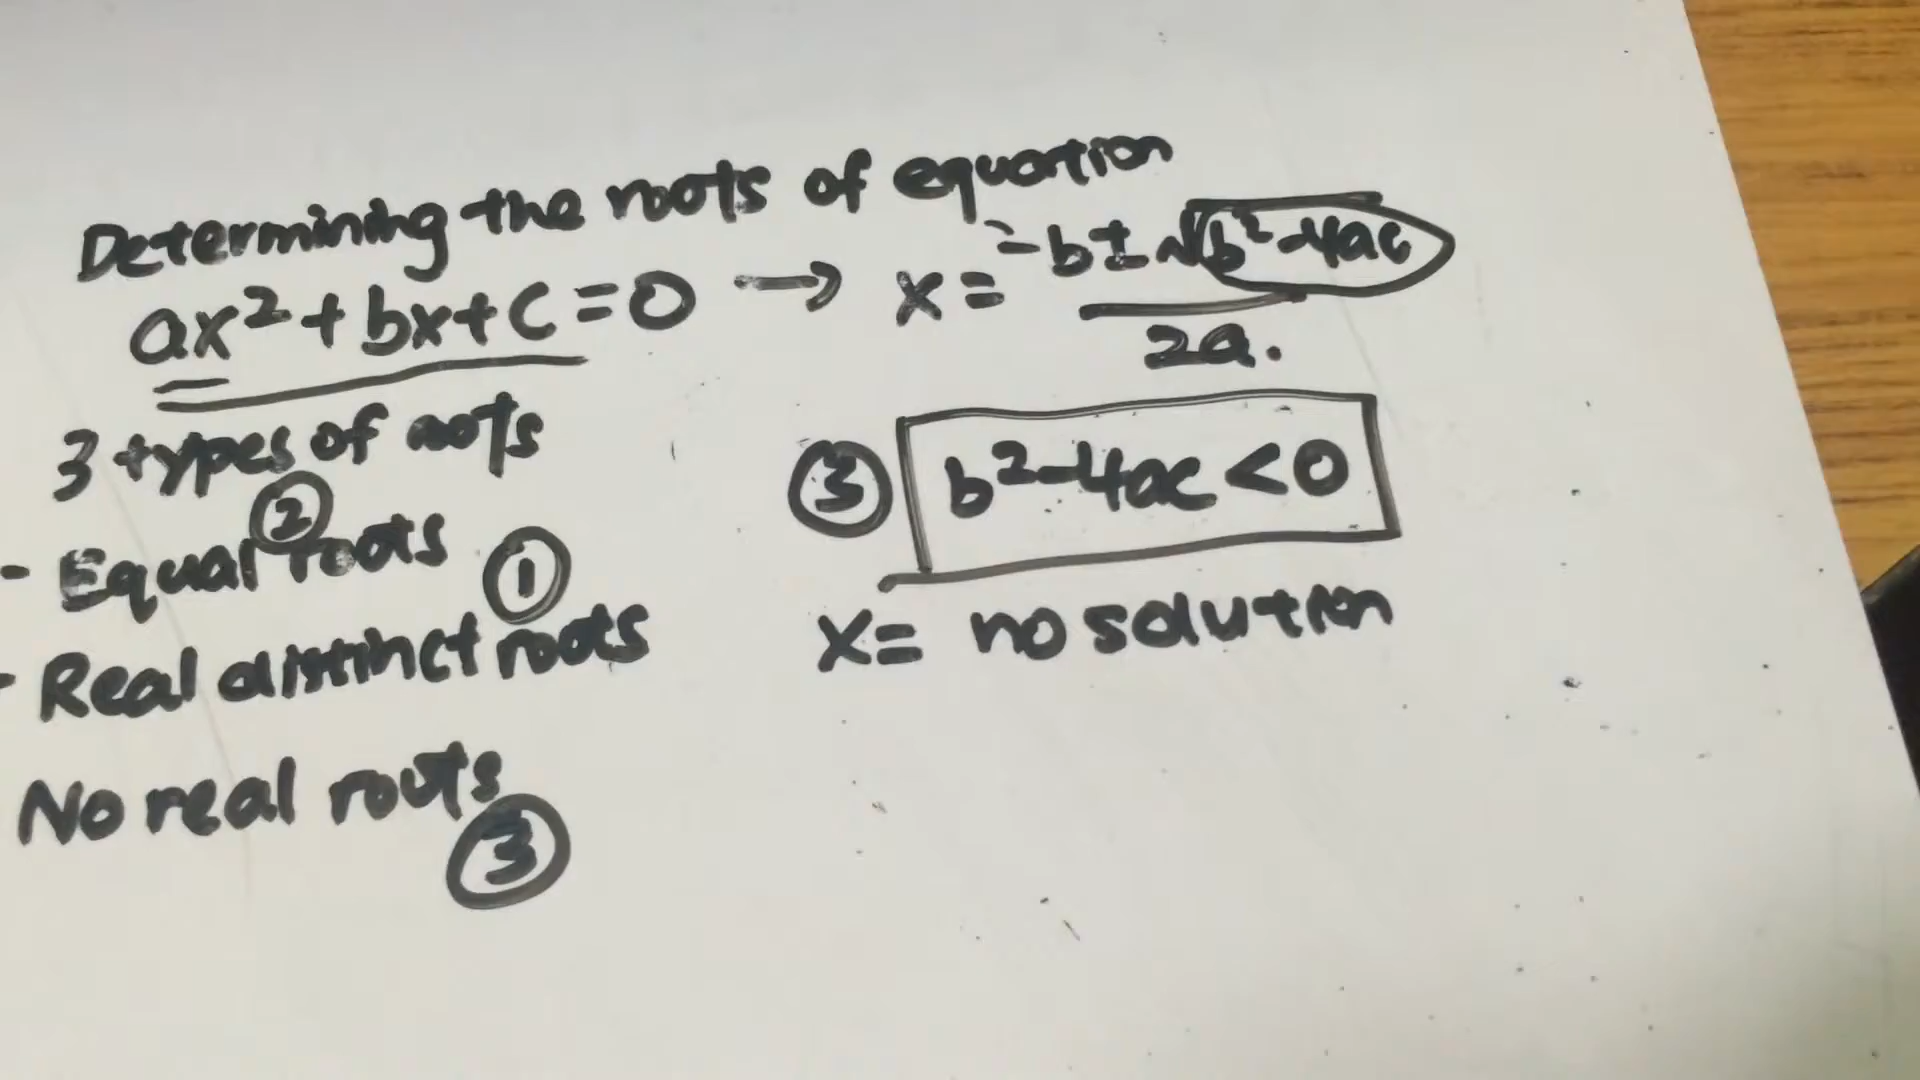 Determining the roots of equation
ax² + bx + c = 0 → x = -b ± √b² - 4ac / 2a.
3 types of roots
②
- Equal roots
①
- Real distinct roots
No real roots
③
③ b² - 4ac < 0
x = no solution